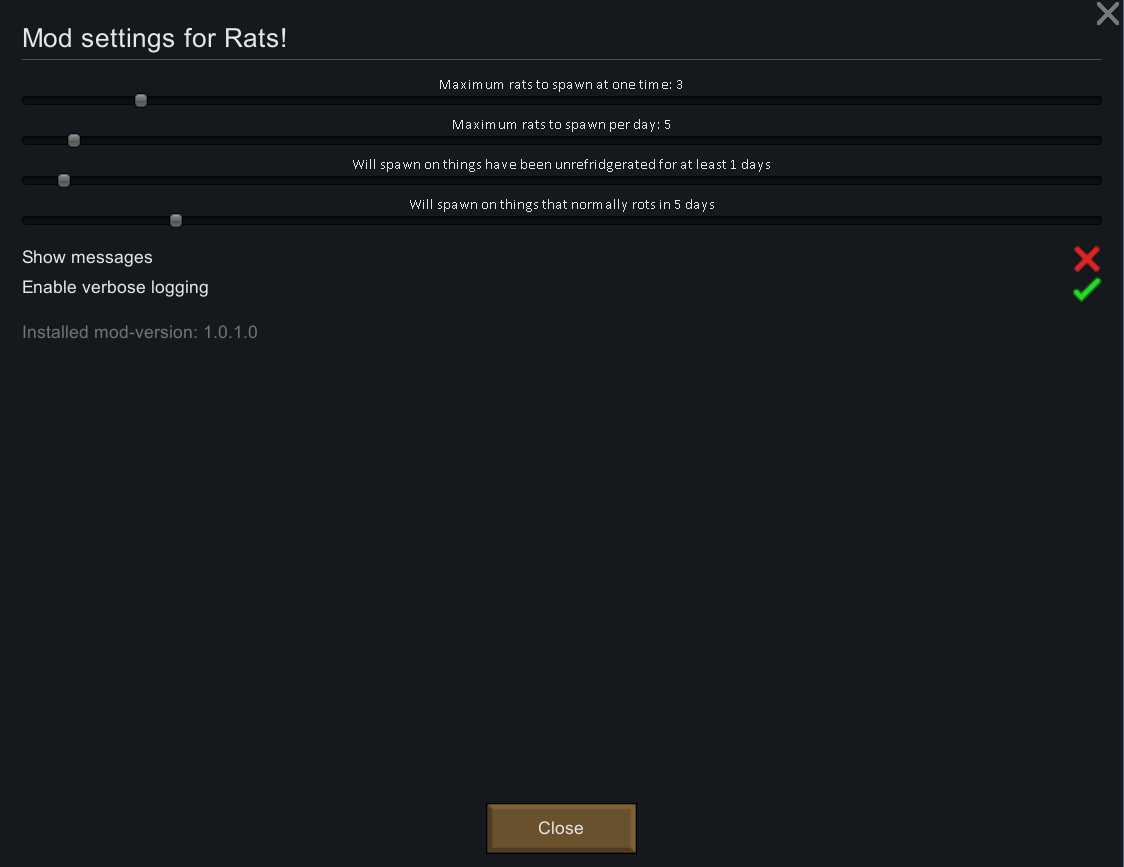 Mod settings for Rats!
Maximum rats to spawn at one time: 3
Maximum rats to spawn per day: 5
Will spawn on things have been unrefridgerated for at least 1 days
Will spawn on things that normally rots in 5 days
Show messages
Enable verbose logging
Installed mod-version: 1.0.1.0
Close